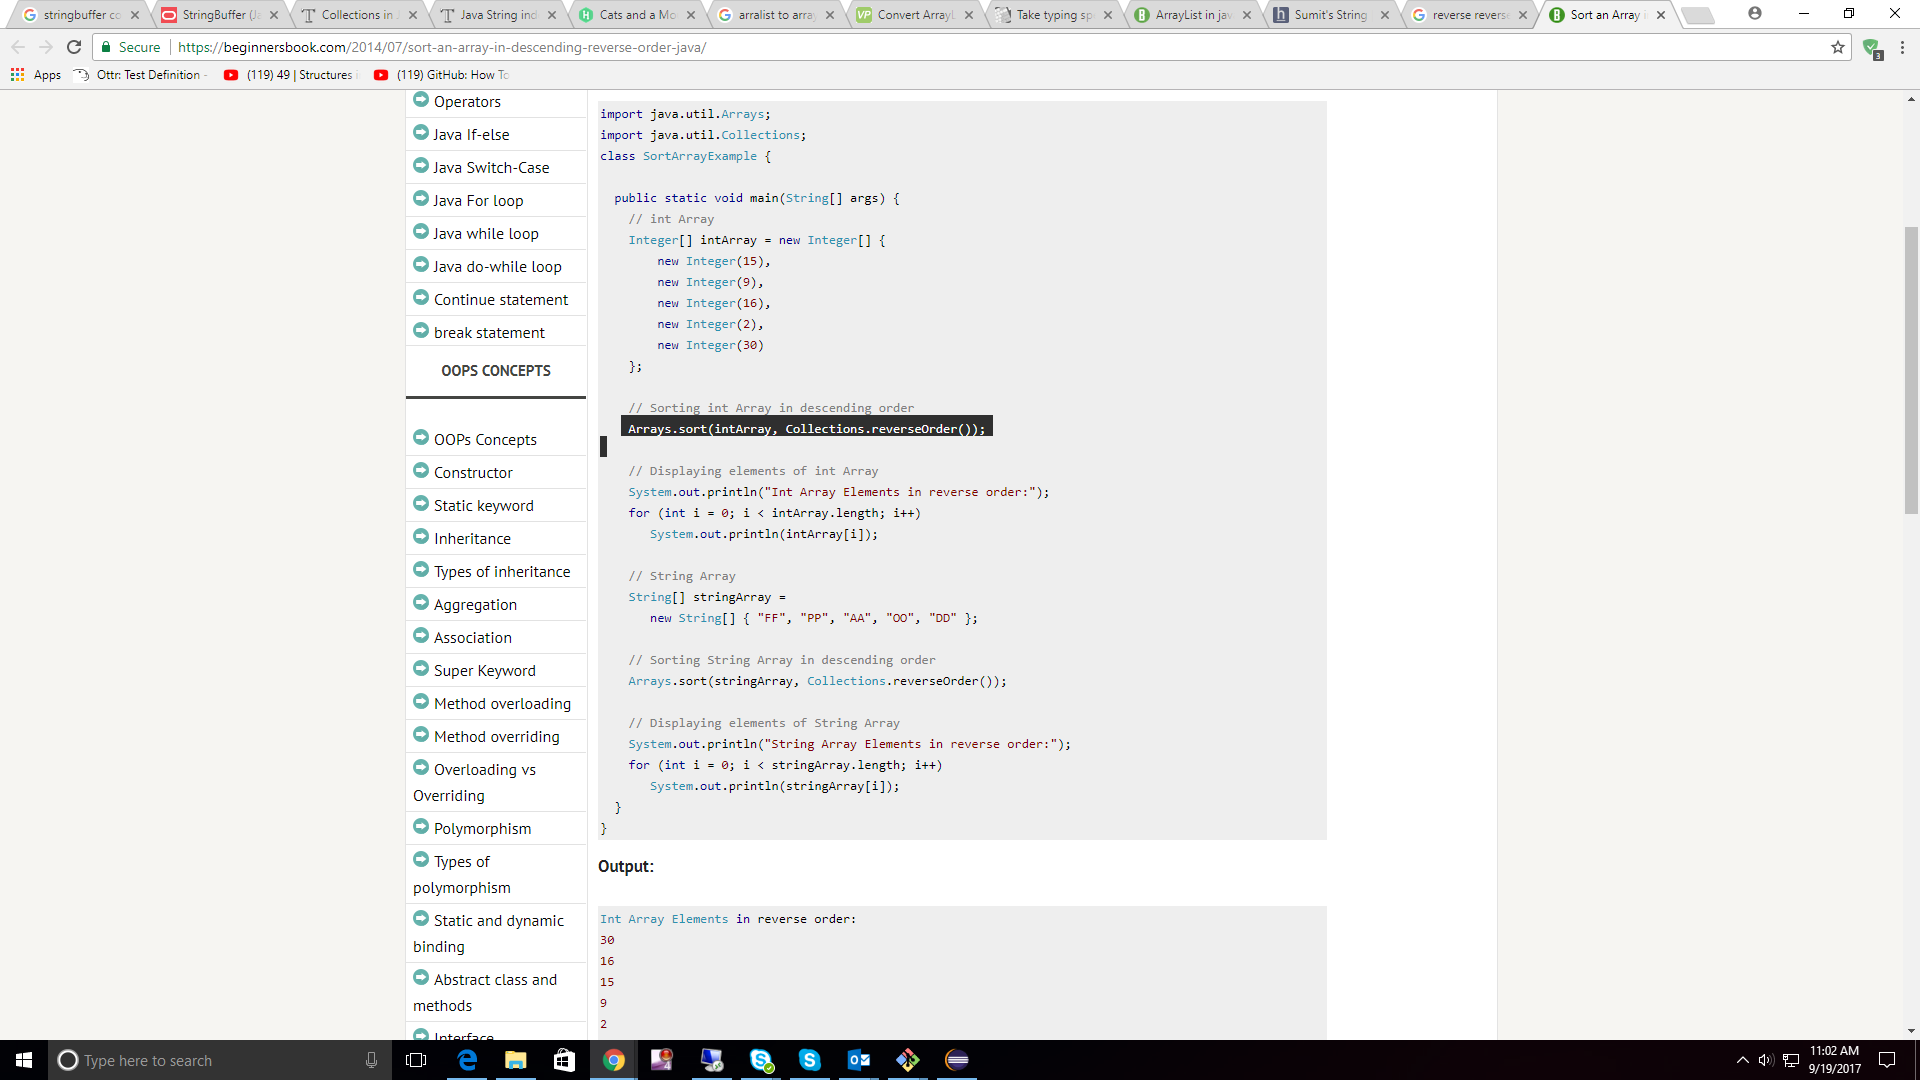 stringbuffer co
StringBuffer (Ja
Collections in J
Java String ind
Cats and a Mo
arralist to array
Convert ArrayL
Take typing sp
ArrayList in jav
Sumit's String
reverse revers
Sort an Array i
Secure
https://beginnersbook.com/2014/07/sort-an-array-in-descending-reverse-order-java/
3
Apps
Ottr: Test Definition -
(119) 49 | Structures i
(119) GitHub: How To
Operators
Java If-else
Java Switch-Case
Java For loop
Java while loop
Java do-while loop
Continue statement
break statement
OOPS CONCEPTS
OOPs Concepts
Constructor
Static keyword
Inheritance
Types of inheritance
Aggregation
Association
Super Keyword
Method overloading
Method overriding
Overloading vs
Overriding
Polymorphism
Types of
polymorphism
Static and dynamic
binding
Abstract class and
methods
Interface
import java.util.Arrays;
import java.util.Collections;
class SortArrayExample {
public static void main(String[] args) {
// int Array
Integer[] intArray = new Integer[] {
new Integer(15),
new Integer(9),
new Integer(16),
new Integer(2),
new Integer(30)
};
// Sorting int Array in descending order
Arrays.sort(intArray, Collections.reverseOrder());
// Displaying elements of int Array
System.out.println("Int Array Elements in reverse order:");
for (int i = 0; i < intArray.length; i++)
System.out.println(intArray[i]);
// String Array
String[] stringArray =
new String[] { "FF", "PP", "AA", "OO", "DD" };
// Sorting String Array in descending order
Arrays.sort(stringArray, Collections.reverseOrder());
// Displaying elements of String Array
System.out.println("String Array Elements in reverse order:");
for (int i = 0; i < stringArray.length; i++)
System.out.println(stringArray[i]);
}
}
Output:
Int Array Elements in reverse order:
30
16
15
9
2
Type here to search
11:02 AM
9/19/2017